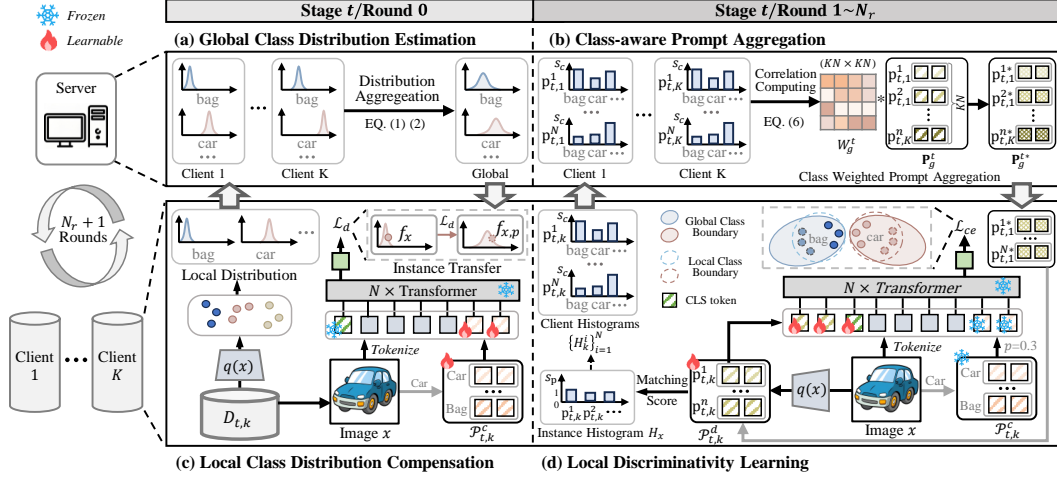 Frozen
Learnable
Stage t/Round 0
Stage t/Round 1~N_r
(a) Global Class Distribution Estimation
(b) Class-aware Prompt Aggregation
Server
bag
car
...
Client 1
...
bag
car
...
Client K
Distribution
Aggregeation
EQ. (1) (2)
bag
car
...
Global
s_c
p^1_{t,1}
bag car ...
s_c
p^N_{t,1}
bag car ...
Client 1
...
s_c
p^1_{t,K}
bag car ...
s_c
p^N_{t,K}
bag car ...
Client K
Correlation
Computing
EQ. (6)
(KN × KN)
W^t_g
*
p^1_{t,1}
p^2_{t,1}
...
p^n_{t,K}
KN
P^t_g
p^{1*}_{t,1}
p^{2*}_{t,1}
...
p^{n*}_{t,K}
P^{t*}_g
Class Weighted Prompt Aggregation
N_r + 1
Rounds
Client
1
...
Client
K
...
Local Distribution
q(x)
D_{t,k}
L_d
f_x
L_d
f_{x,p}
Instance Transfer
N × Transformer
Tokenize
Image x
Car
Car
...
Bag
P^c_{t,k}
(c) Local Class Distribution Compensation
s_c
p^1_{t,k}
bag car ...
s_c
p^N_{t,k}
bag car ...
Client Histograms
{H^i_k}^N_{i=1}
s_p
1
0
p^1_{t,k} p^2_{t,k} ...
Instance Histogram H_x
Matching
Score
Global Class
Boundary
Local Class
Boundary
CLS token
bag
car
L_ce
p^{1*}_{t,1}
...
p^{N*}_{t,1}
N × Transformer
p^1_{t,k}
...
p^n_{t,k}
P^d_{t,k}
q(x)
Tokenize
Image x
Car
p=0.3
Car
...
Bag
P^c_{t,k}
(d) Local Discriminativity Learning